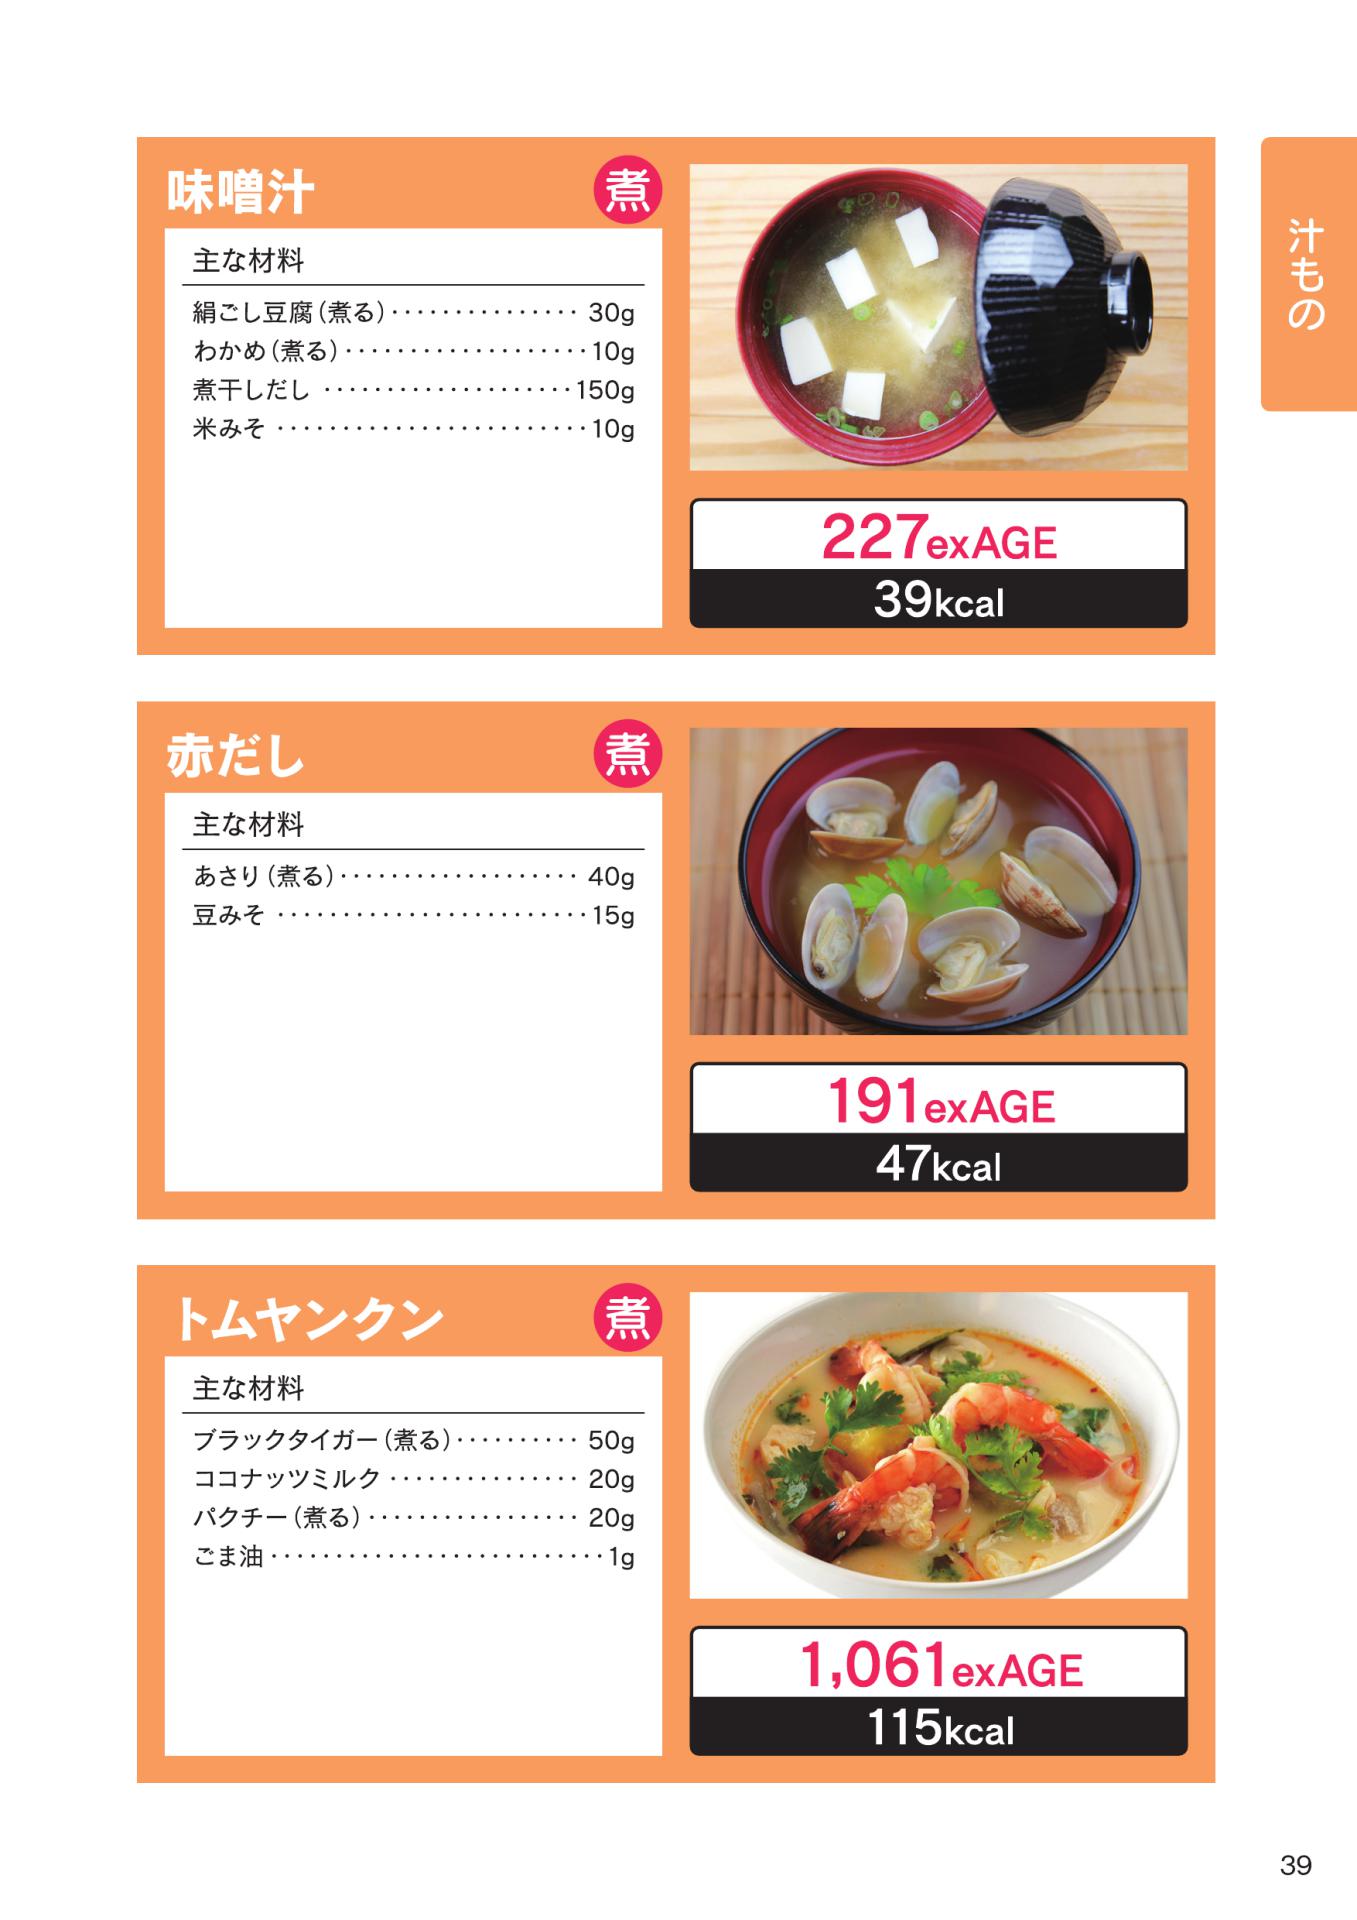 味噌汁
煮
主な材料
絹ごし豆腐（煮る）‥‥‥‥‥‥‥ 30g
わかめ（煮る）‥‥‥‥‥‥‥‥‥10g
煮干しだし ‥‥‥‥‥‥‥‥‥‥150g
米みそ ‥‥‥‥‥‥‥‥‥‥‥‥10g
227exAGE
39kcal
赤だし
煮
主な材料
あさり（煮る）‥‥‥‥‥‥‥‥‥ 40g
豆みそ ‥‥‥‥‥‥‥‥‥‥‥‥15g
191exAGE
47kcal
トムヤンクン
煮
主な材料
ブラックタイガー（煮る）‥‥‥‥‥ 50g
ココナッツミルク ‥‥‥‥‥‥‥ 20g
パクチー（煮る）‥‥‥‥‥‥‥‥ 20g
ごま油‥‥‥‥‥‥‥‥‥‥‥‥‥1g
1,061exAGE
115kcal
汁もの
39